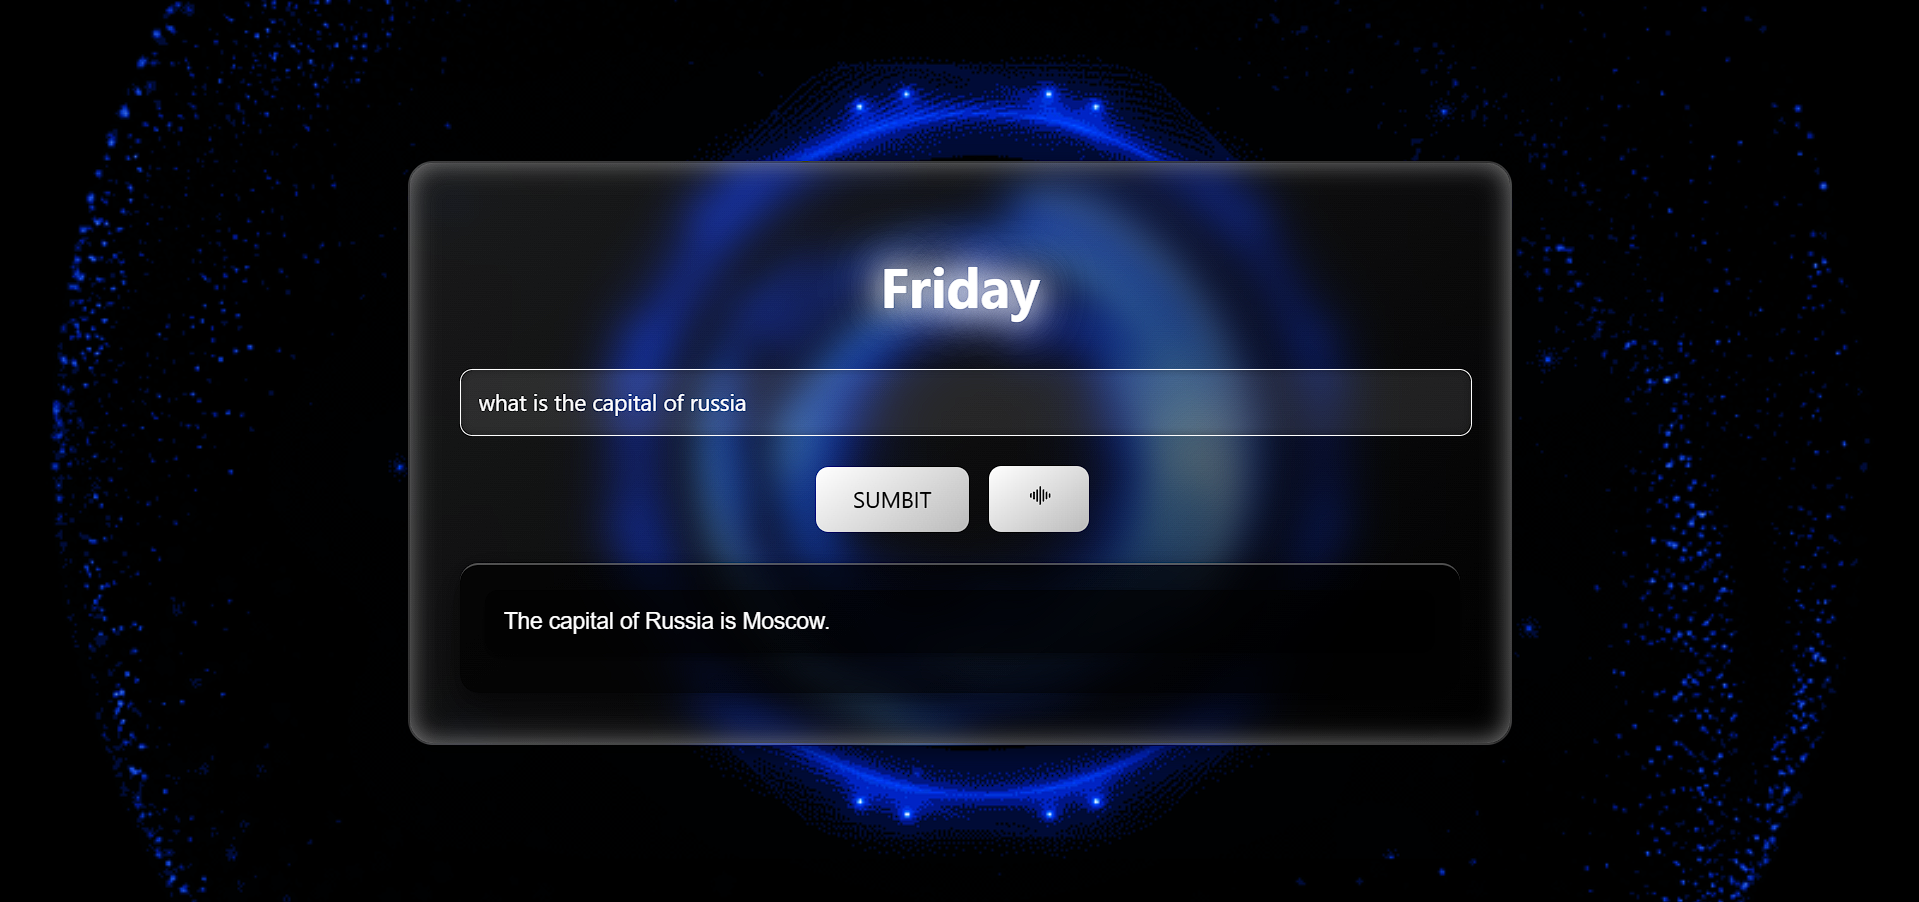 Friday
what is the capital of russia
SUMBIT
The capital of Russia is Moscow.